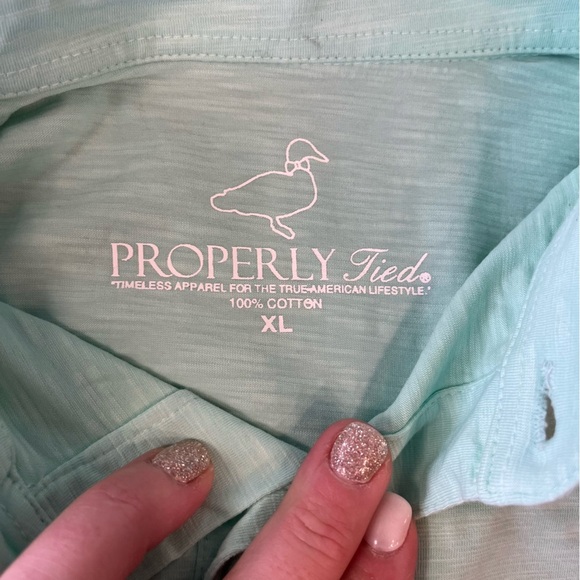 PROPERLY Tied®
"TIMELESS APPAREL FOR THE TRUE-AMERICAN LIFESTYLE."
100% COTTON
XL